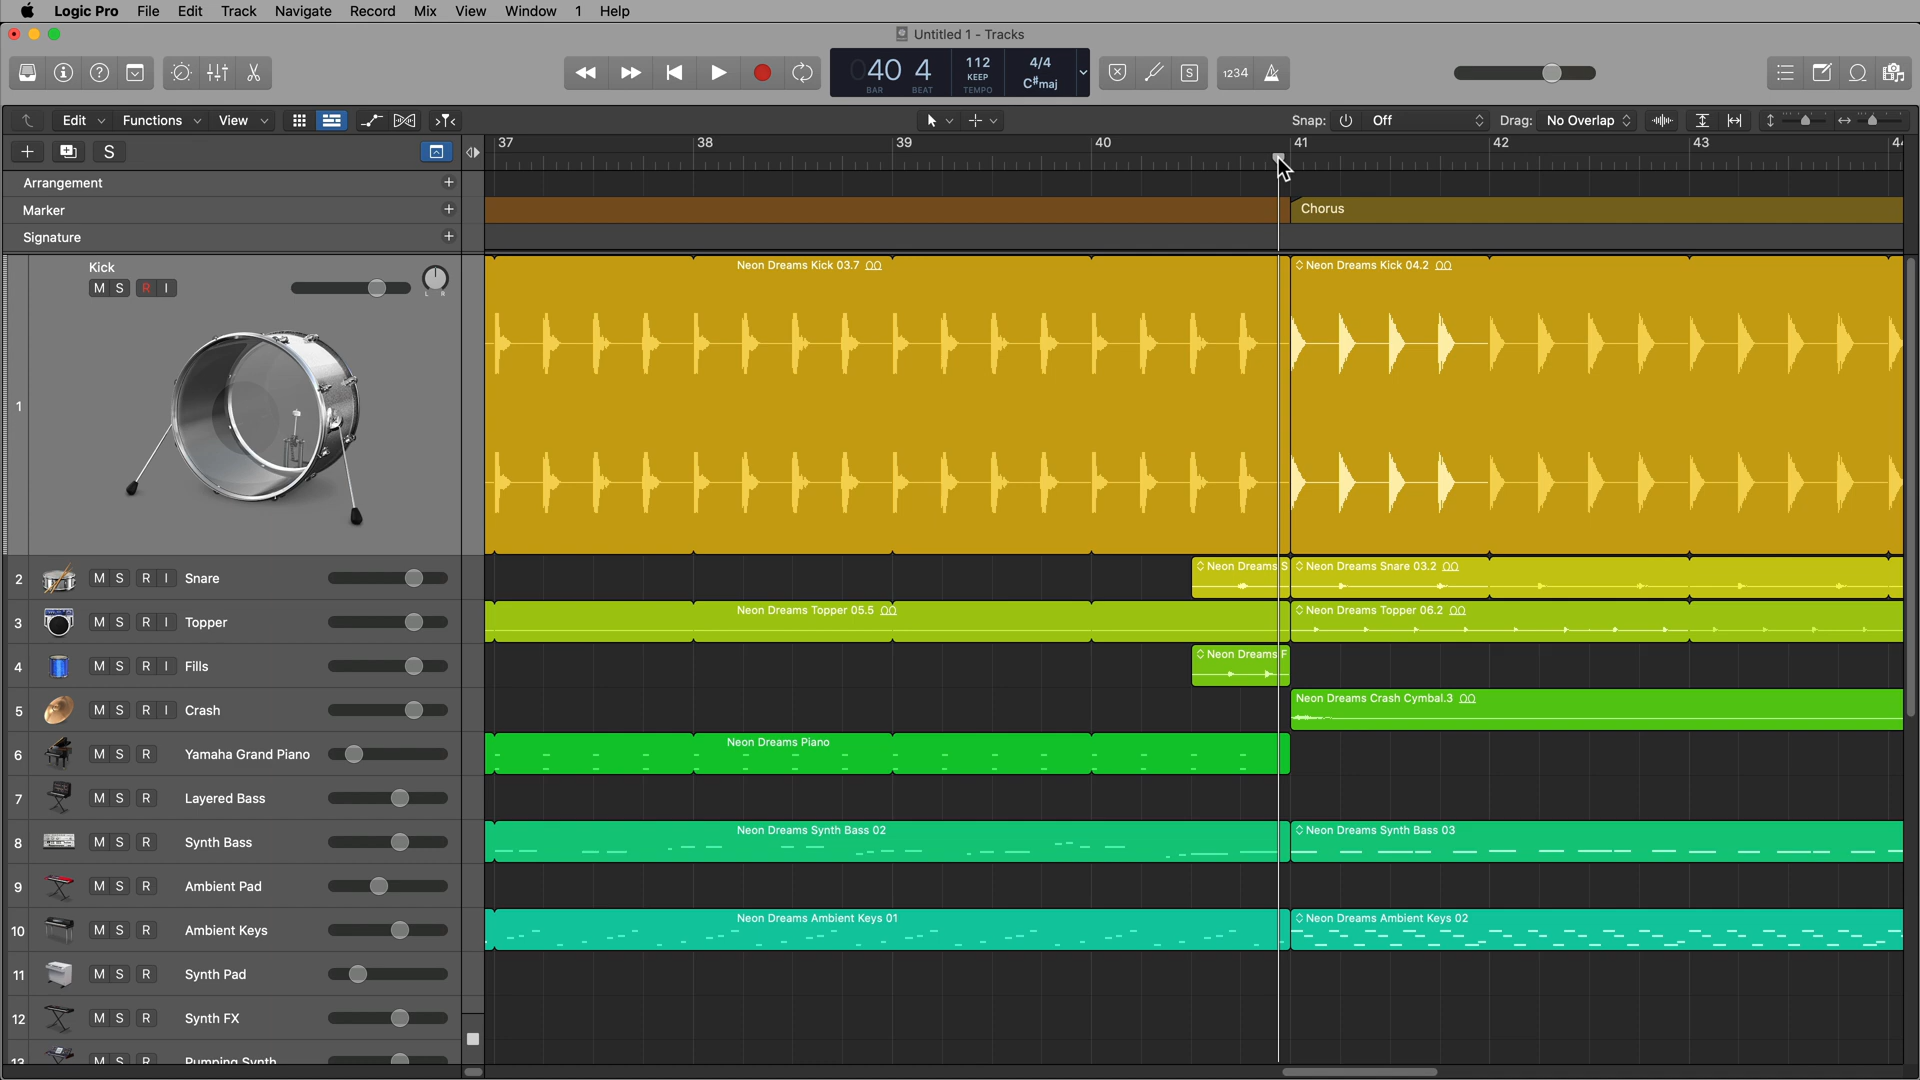 Logic Pro File Edit Track Navigate Record Mix View Window 1 Help
Untitled 1 - Tracks
40 4 112 KEEP 4/4 C#maj
BAR BEAT TEMPO
S 1234
Edit Functions View Snap: Off Drag: No Overlap
S 37 38 39 40 41 42 43
Arrangement
Marker Chorus
Signature
Kick Neon Dreams Kick 03.7 Neon Dreams Kick 04.2
M S R I L R
1
2 M S R I Snare Neon Dreams S Neon Dreams Snare 03.2
3 M S R I Topper Neon Dreams Topper 05.5 Neon Dreams Topper 06.2
4 M S R I Fills Neon Dreams F
5 M S R I Crash Neon Dreams Crash Cymbal.3
6 M S R Yamaha Grand Piano Neon Dreams Piano
7 M S R Layered Bass
8 M S R Synth Bass Neon Dreams Synth Bass 02 Neon Dreams Synth Bass 03
9 M S R Ambient Pad
10 M S R Ambient Keys Neon Dreams Ambient Keys 01 Neon Dreams Ambient Keys 02
11 M S R Synth Pad
12 M S R Synth FX
13 M S R Pumping Synth